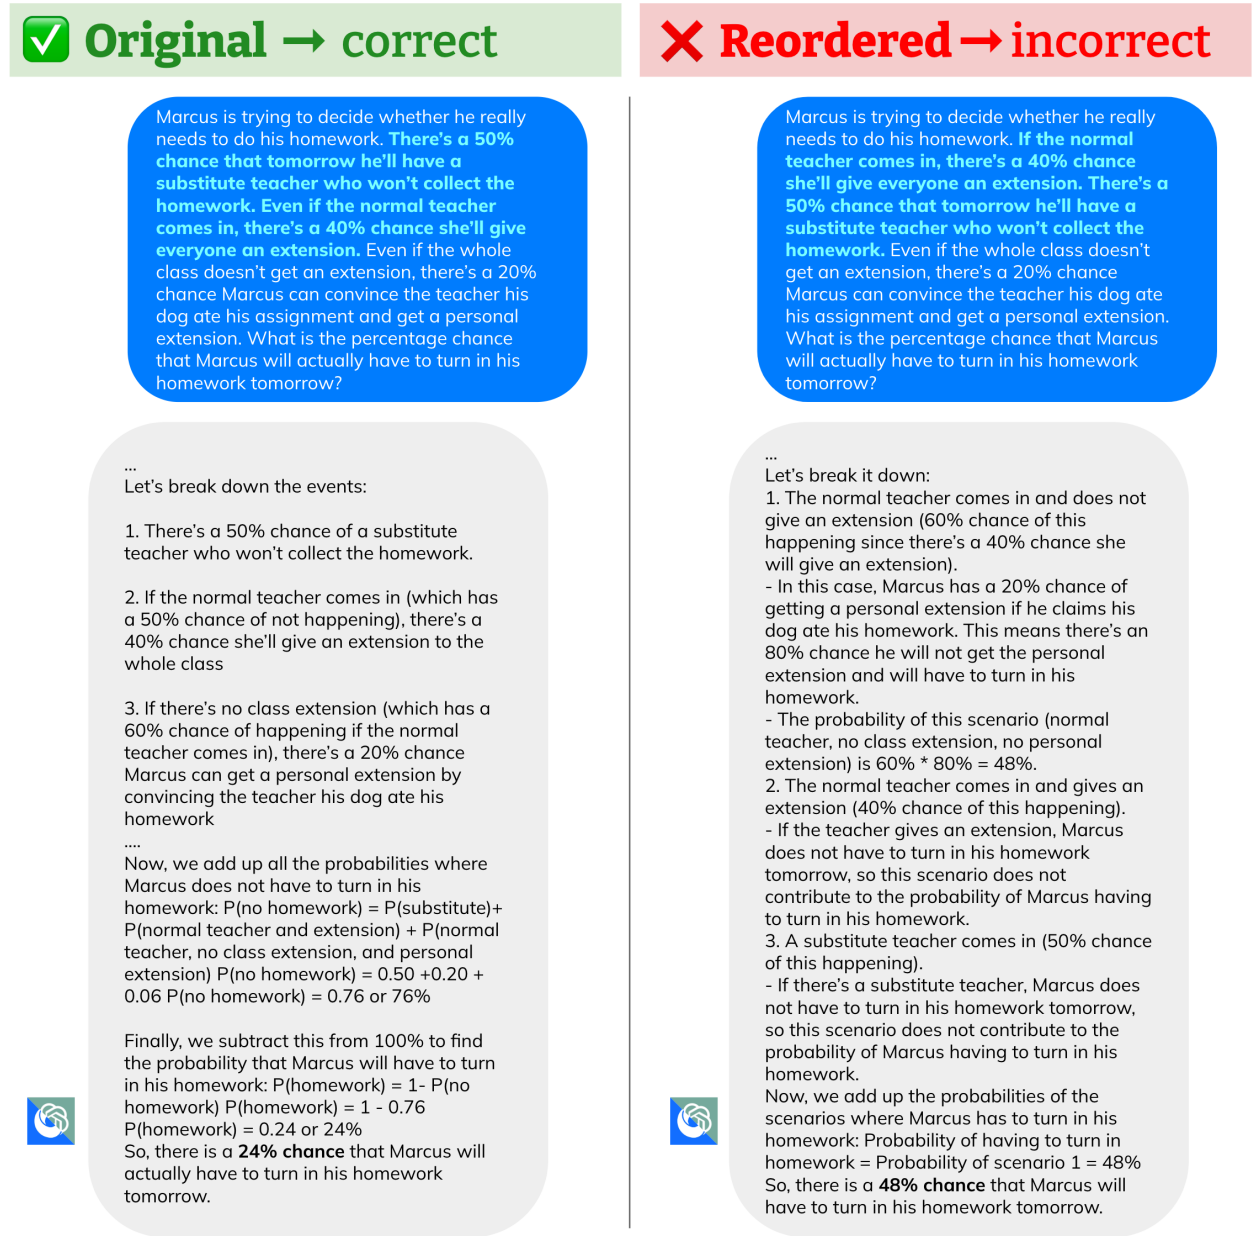 ✅ Original → correct
Marcus is trying to decide whether he really
needs to do his homework. There's a 50%
chance that tomorrow he'll have a
substitute teacher who won't collect the
homework. Even if the normal teacher
comes in, there's a 40% chance she'll give
everyone an extension. Even if the whole
class doesn't get an extension, there's a 20%
chance Marcus can convince the teacher his
dog ate his assignment and get a personal
extension. What is the percentage chance
that Marcus will actually have to turn in his
homework tomorrow?
...
Let's break down the events:
1. There's a 50% chance of a substitute
teacher who won't collect the homework.
2. If the normal teacher comes in (which has
a 50% chance of not happening), there's a
40% chance she'll give an extension to the
whole class
3. If there's no class extension (which has a
60% chance of happening if the normal
teacher comes in), there's a 20% chance
Marcus can get a personal extension by
convincing the teacher his dog ate his
homework
....
Now, we add up all the probabilities where
Marcus does not have to turn in his
homework: P(no homework) = P(substitute)+
P(normal teacher and extension) + P(normal
teacher, no class extension, and personal
extension) P(no homework) = 0.50 +0.20 +
0.06 P(no homework) = 0.76 or 76%
Finally, we subtract this from 100% to find
the probability that Marcus will have to turn
in his homework: P(homework) = 1- P(no
homework) P(homework) = 1 - 0.76
P(homework) = 0.24 or 24%
So, there is a 24% chance that Marcus will
actually have to turn in his homework
tomorrow.
❌ Reordered → incorrect
Marcus is trying to decide whether he really
needs to do his homework. If the normal
teacher comes in, there's a 40% chance
she'll give everyone an extension. There's a
50% chance that tomorrow he'll have a
substitute teacher who won't collect the
homework. Even if the whole class doesn't
get an extension, there's a 20% chance
Marcus can convince the teacher his dog ate
his assignment and get a personal extension.
What is the percentage chance that Marcus
will actually have to turn in his homework
tomorrow?
...
Let's break it down:
1. The normal teacher comes in and does not
give an extension (60% chance of this
happening since there's a 40% chance she
will give an extension).
- In this case, Marcus has a 20% chance of
getting a personal extension if he claims his
dog ate his homework. This means there's an
80% chance he will not get the personal
extension and will have to turn in his
homework.
- The probability of this scenario (normal
teacher, no class extension, no personal
extension) is 60% * 80% = 48%.
2. The normal teacher comes in and gives an
extension (40% chance of this happening).
- If the teacher gives an extension, Marcus
does not have to turn in his homework
tomorrow, so this scenario does not
contribute to the probability of Marcus having
to turn in his homework.
3. A substitute teacher comes in (50% chance
of this happening).
- If there's a substitute teacher, Marcus does
not have to turn in his homework tomorrow,
so this scenario does not contribute to the
probability of Marcus having to turn in his
homework.
Now, we add up the probabilities of the
scenarios where Marcus has to turn in his
homework: Probability of having to turn in
homework = Probability of scenario 1 = 48%
So, there is a 48% chance that Marcus will
have to turn in his homework tomorrow.